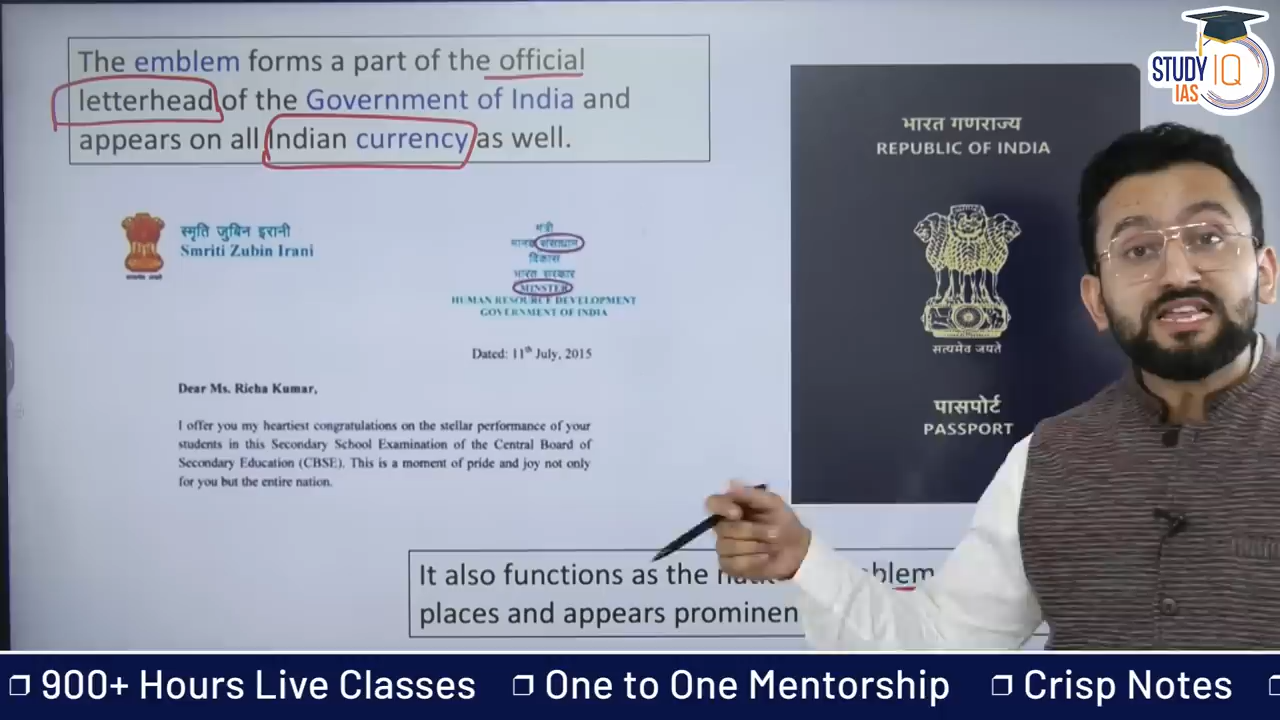 The emblem forms a part of the official
letterhead of the Government of India and
appears on all Indian currency as well.
STUDY IQ
IAS
भारत गणराज्य
REPUBLIC OF INDIA
सत्यमेव जयते
पासपोर्ट
PASSPORT
स्मृति ज़ुबिन इरानी
Smriti Zubin Irani
मंत्री
मानव संसाधान
विकास
भारत सरकार
MINSTER
HUMAN RESOURCE DEVELOPMENT
GOVERNMENT OF INDIA
Dated: 11th July, 2015
Dear Ms. Richa Kumar,
I offer you my heartiest congratulations on the stellar performance of your
students in this Secondary School Examination of the Central Board of
Secondary Education (CBSE). This is a moment of pride and joy not only
for you but the entire nation.
It also functions as the
places and appears
900+ Hours Live Classes
One to One Mentorship
Crisp Notes